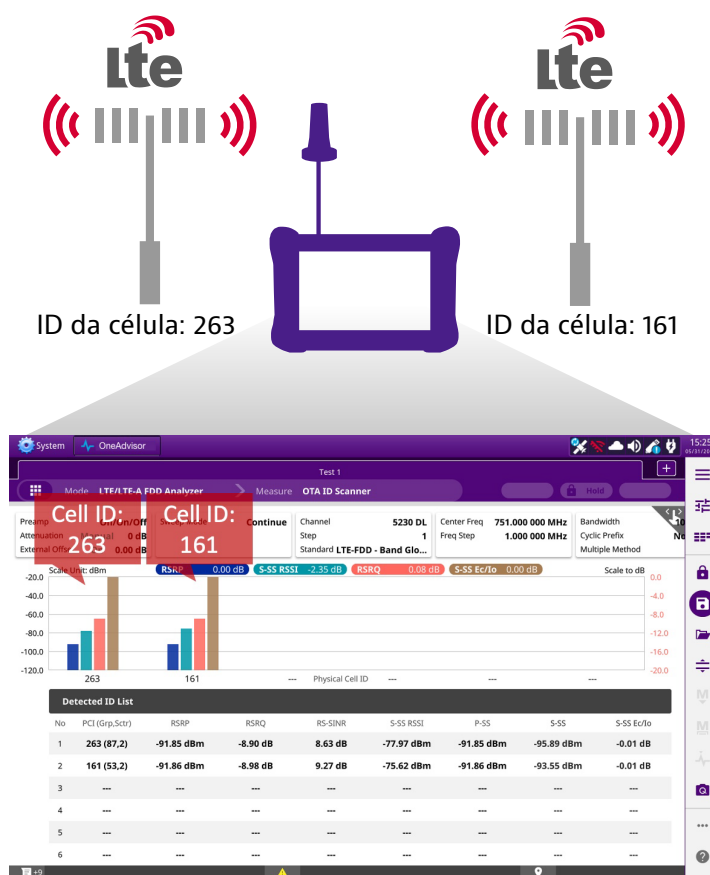 Lte
Lte
ID da célula: 263
ID da célula: 161
System
OneAdvisor
15:25
Test 1
Mode LTE/LTE-A FDD Analyzer Measure OTA ID Scanner Hold
Cell ID:
263
Cell ID:
161
Preamp Off/On/Off
Attenuation Manual 0 dB
External Offset 0.00 dB
Sweep Mode Continue
Channel 5230 DL
Step 1
Standard LTE-FDD - Band Glo...
Center Freq 751.000 000 MHz
Freq Step 1.000 000 MHz
Bandwidth 10
Cyclic Prefix
Multiple Method
Scale Unit: dBm RSRP 0.00 dB S-SS RSSI -2.35 dB RSRQ 0.08 dB S-SS Ec/Io 0.00 dB Scale to dB
-20.0 0.0
-40.0 -4.0
-60.0 -8.0
-80.0 -12.0
-100.0 -16.0
-120.0 -20.0
263 161 --- Physical Cell ID --- --- ---
Detected ID List
No PCI (Grp,Sctr) RSRP RSRQ RS-SINR S-SS RSSI P-SS S-SS S-SS Ec/Io
1 263 (87,2) -91.85 dBm -8.90 dB 8.63 dB -77.97 dBm -91.85 dBm -95.89 dBm -0.01 dB
2 161 (53,2) -91.86 dBm -8.98 dB 9.27 dB -75.62 dBm -91.86 dBm -93.55 dBm -0.01 dB
3 --- --- --- --- --- --- --- ---
4 --- --- --- --- --- --- --- ---
5 --- --- --- --- --- --- --- ---
6 --- --- --- --- --- --- --- ---
+9